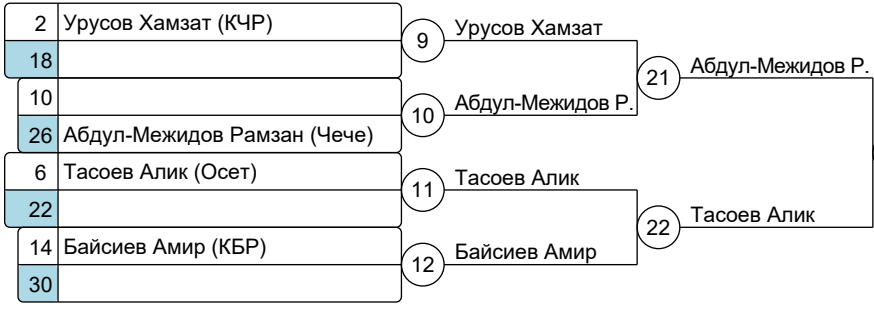 2 Урусов Хамзат (КЧР)
18
9 Урусов Хамзат
10
26 Абдул-Межидов Рамзан (Чече)
10 Абдул-Межидов Р.
21 Абдул-Межидов Р.
6 Тасоев Алик (Осет)
22
11 Тасоев Алик
14 Байсиев Амир (КБР)
30
12 Байсиев Амир
22 Тасоев Алик